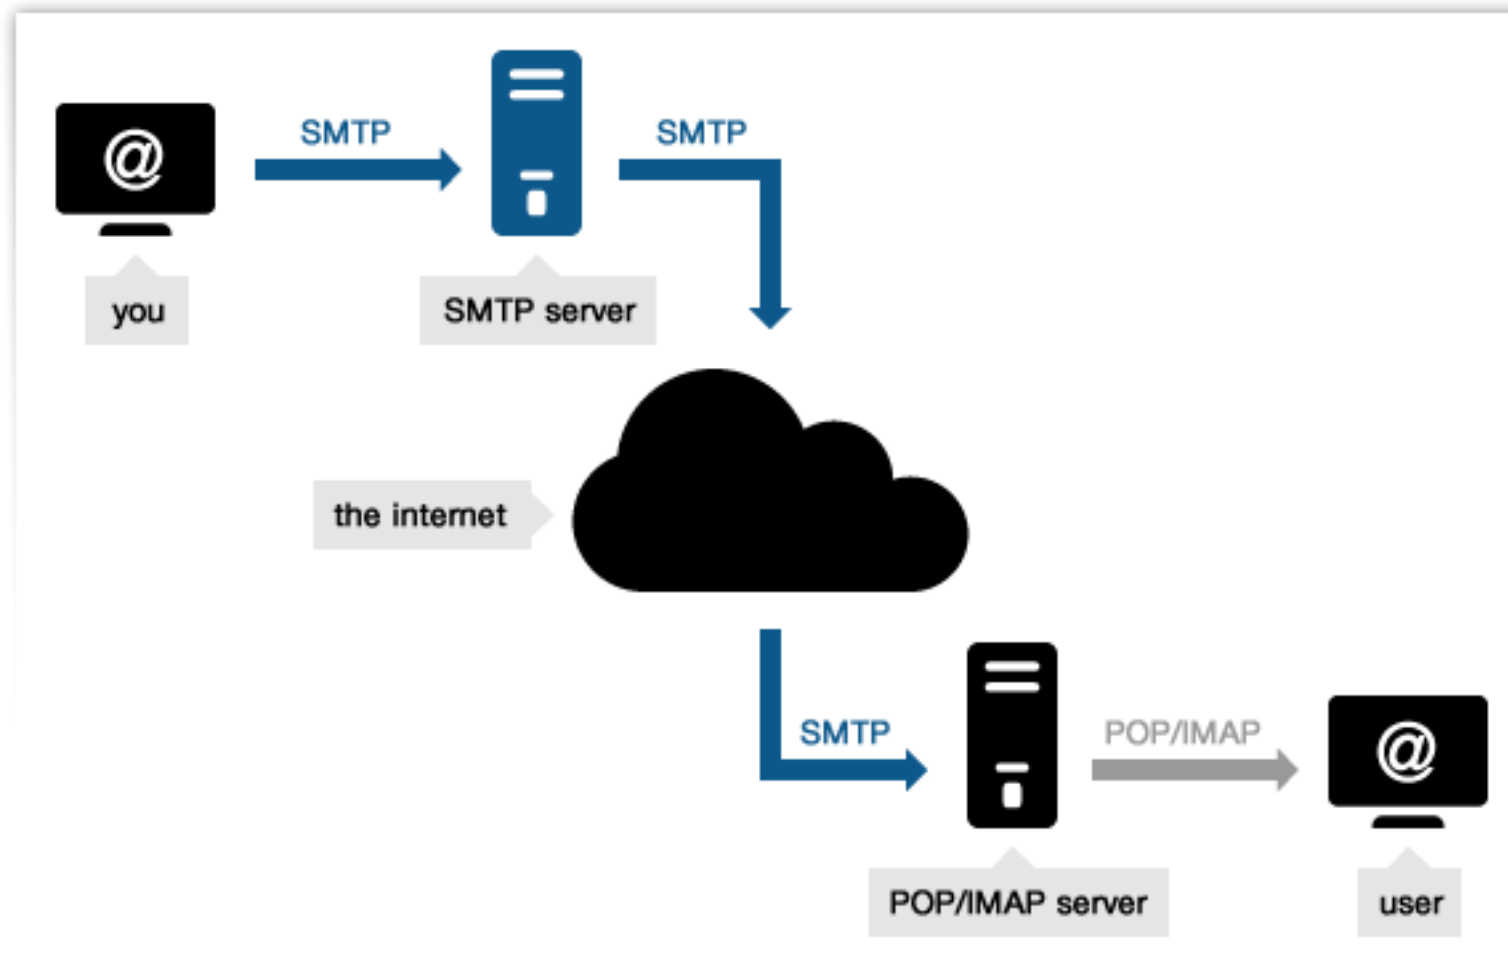 @
SMTP
SMTP
you
SMTP server
the internet
SMTP
POP/IMAP
@
POP/IMAP server
user